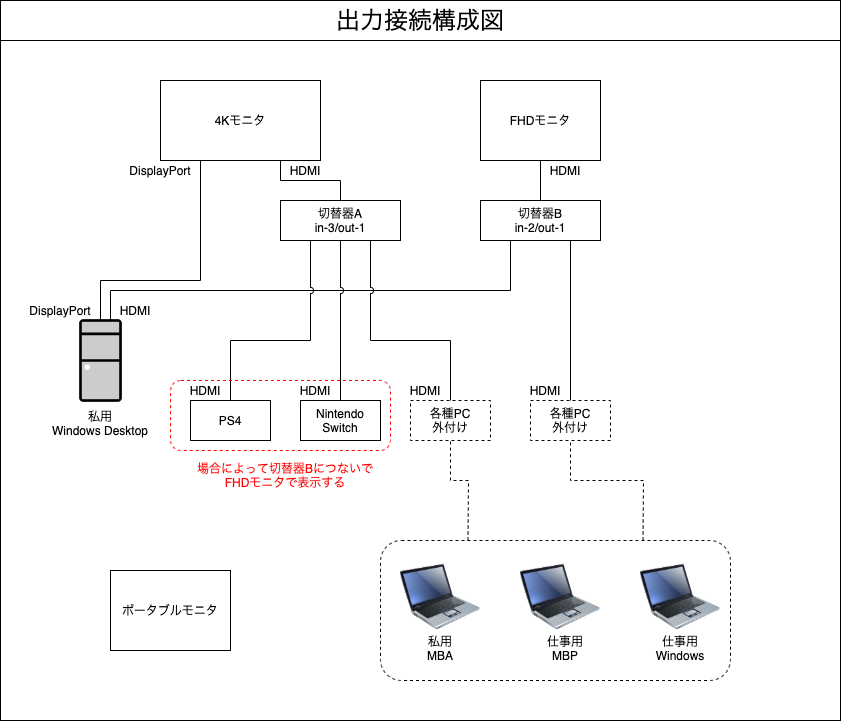 出力接続構成図
4Kモニタ
FHDモニタ
DisplayPort
HDMI
HDMI
切替器A
in-3/out-1
切替器B
in-2/out-1
DisplayPort
HDMI
私用
Windows Desktop
HDMI
PS4
HDMI
Nintendo
Switch
HDMI
各種PC
外付け
HDMI
各種PC
外付け
場合によって切替器Bにつないで
FHDモニタで表示する
ポータブルモニタ
私用
MBA
仕事用
MBP
仕事用
Windows